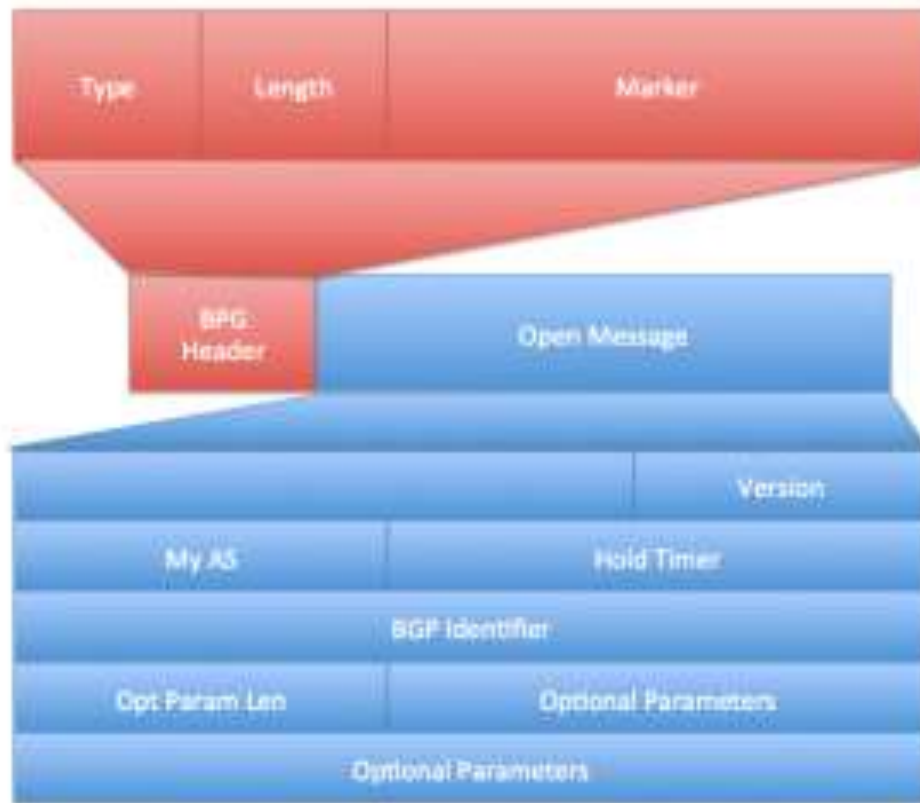 Type Length Marker
BPG
Header
Open Message
Version
My AS Hold Timer
BGP Identifier
Opt Param Len Optional Parameters
Optional Parameters